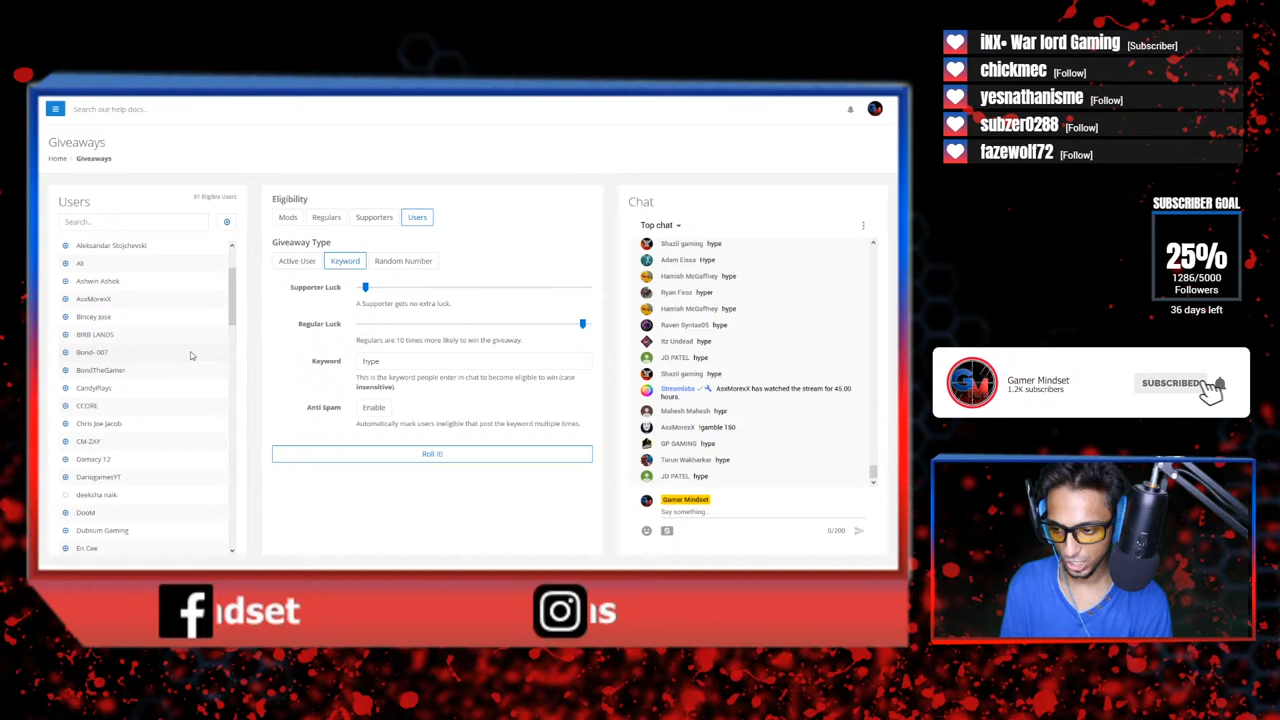 Search our help docs..
Giveaways
Home / Giveaways
Users
81 Eligible Users
Search..
Aleksandar Stojchevski
Ali
Ashwin Ashok
AsxMorexX
Bincey Jose
BIRB LANDS
Bond- 007
BondTheGamer
CandyPlays
CCORE
Chris Joe Jacob
CM-ZAY
Damacy 12
DariogamesYT
deeksha naik
DooM
Dubsum Gaming
En Cee
Eligibility
Mods Regulars Supporters Users
Giveaway Type
Active User Keyword Random Number
Supporter Luck
A Supporter gets no extra luck.
Regular Luck
Regulars are 10 times more likely to win the giveaway.
Keyword hype
This is the keyword people enter in chat to become eligible to win (case
insensitive).
Anti Spam Enable
Automatically mark users ineligible that post the keyword multiple times.
Roll It!
Chat
Top chat
Shazil gaming hype
Adam Eissa Hype
Hamish McGaffney hype
Ryan Faoz hyper
Hamish McGaffney hype
Raven Syntax05 hype
Itz Undead hype
JD PATEL hype
Shazil gaming hype
Streamlabs AsxMorexX has watched the stream for 45.00
hours.
Mahesh Mahesh hypr
AsxMorexX !gamble 150
GP GAMING hype
Tarun Wakharkar hype
JD PATEL hype
Gamer Mindset
Say something...
0/200
iNX• War lord Gaming [Subscriber]
chickmec [Follow]
yesnathanisme [Follow]
subzer0288 [Follow]
fazewolf72 [Follow]
SUBSCRIBER GOAL
25%
1286/5000
Followers
36 days left
GM
Gamer Mindset
1.2K subscribers
SUBSCRIBED
ndset
ns